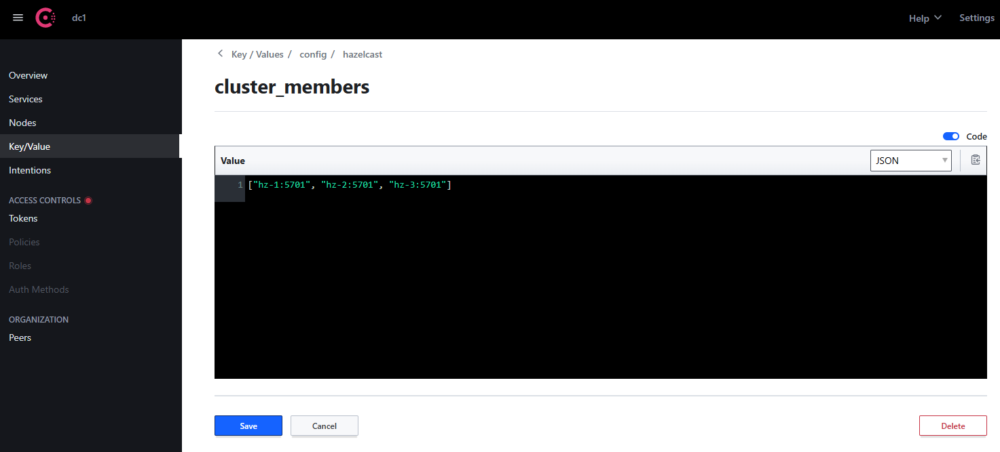 dc1
Help
Settings
Overview
Services
Nodes
Key/Value
Intentions
ACCESS CONTROLS
Tokens
Policies
Roles
Auth Methods
ORGANIZATION
Peers
Key / Values / config / hazelcast
cluster_members
Code
Value
JSON
1 ["hz-1:5701", "hz-2:5701", "hz-3:5701"]
Save
Cancel
Delete